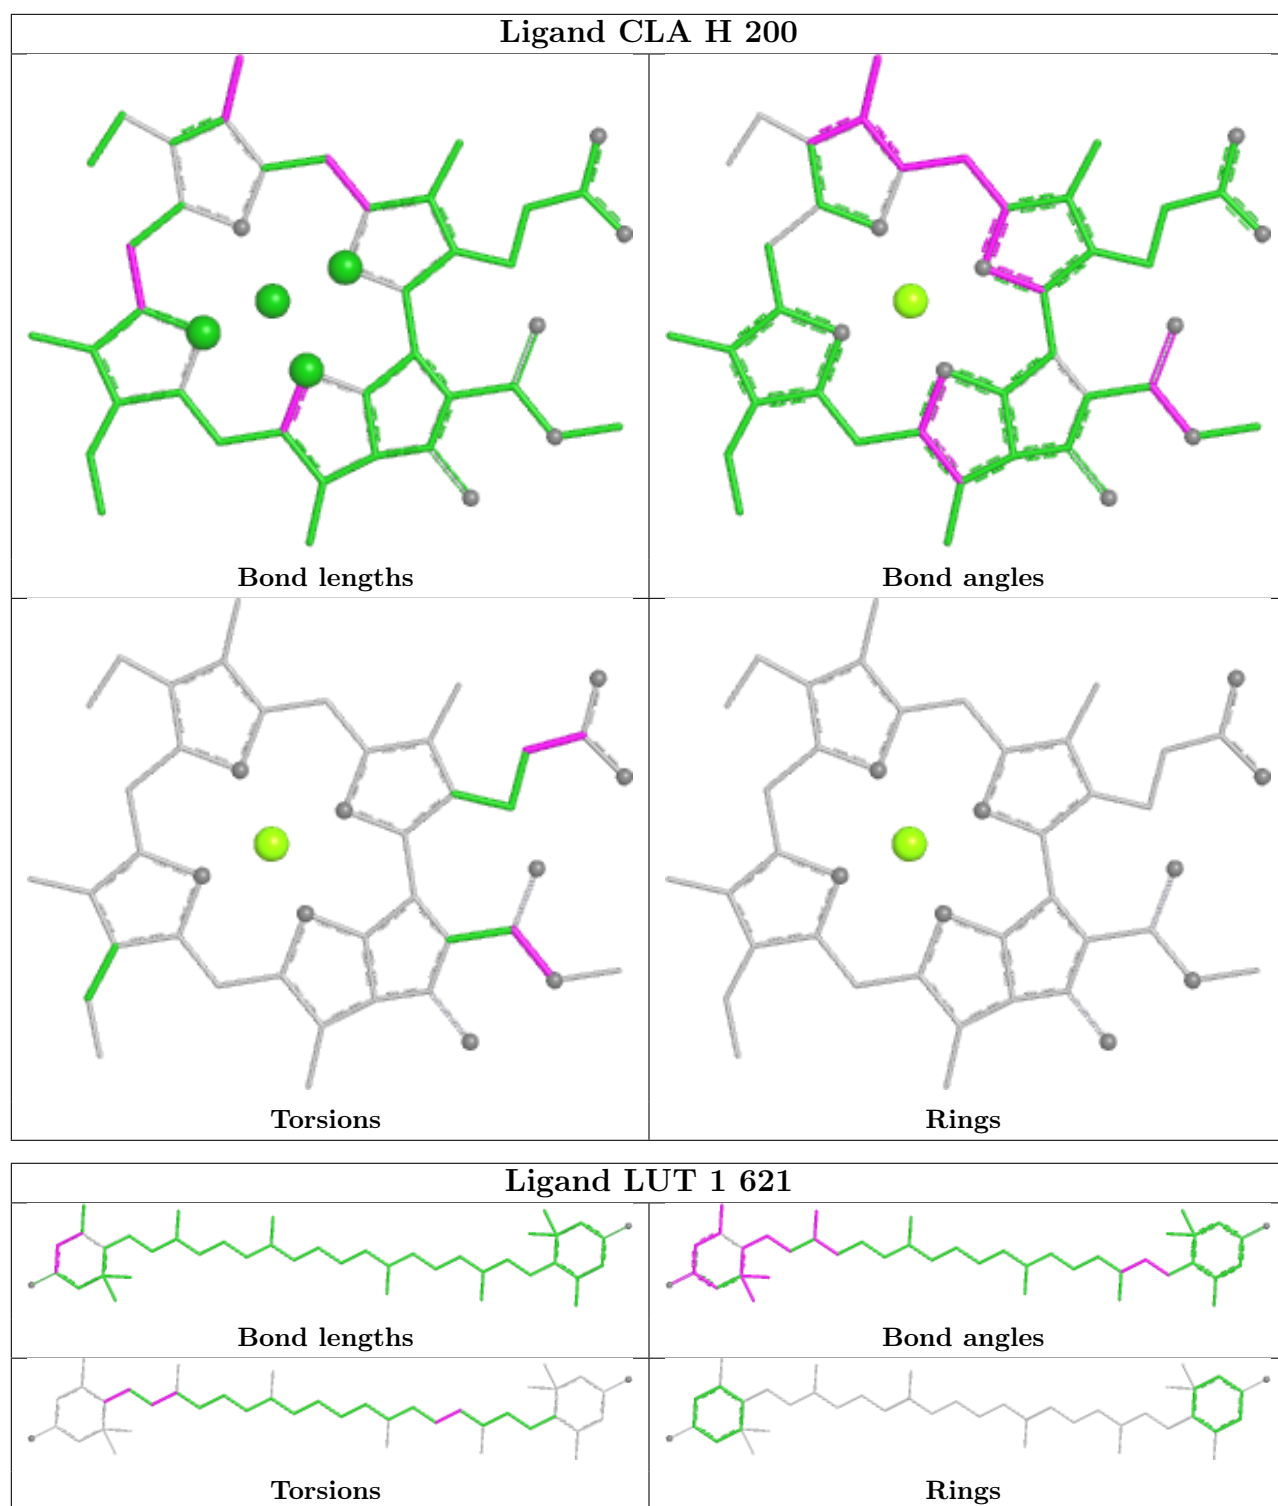 Ligand CLA H 200
Bond lengths
Bond angles
Torsions
Rings
Ligand LUT 1 621
Bond lengths
Bond angles
Torsions
Rings